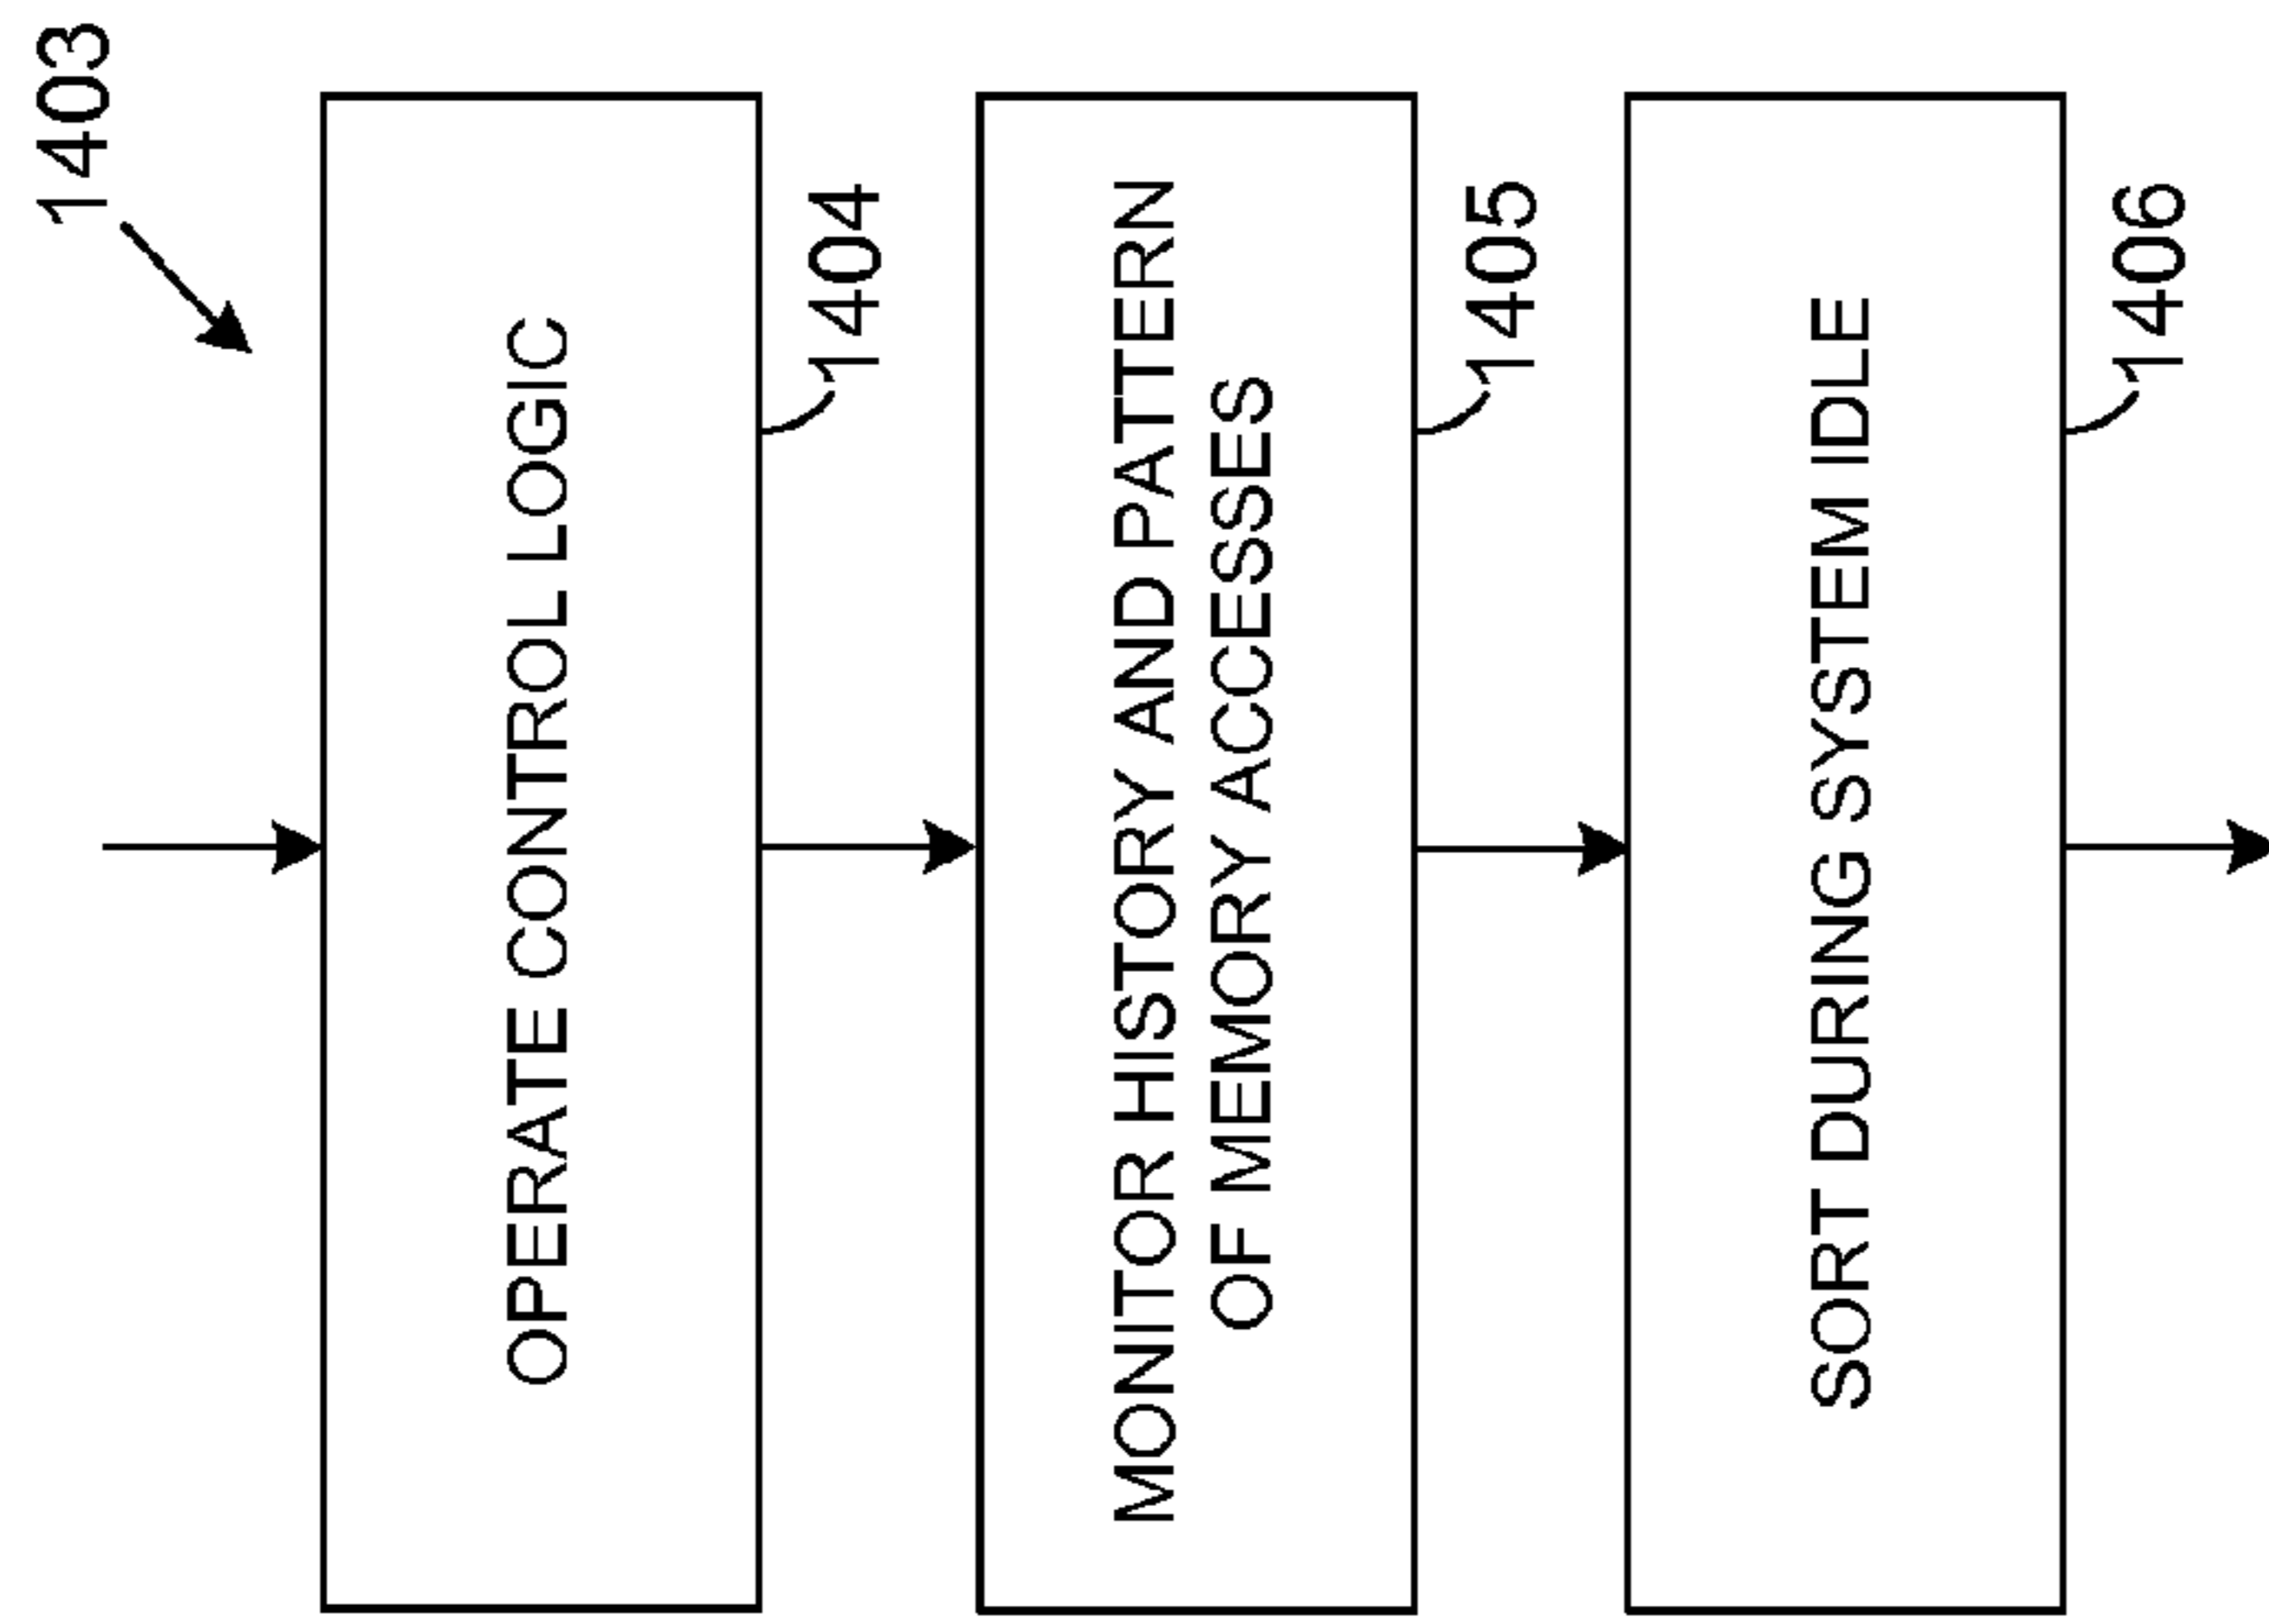 1403
OPERATE CONTROL LOGIC
1404
MONITOR HISTORY AND PATTERN
OF MEMORY ACCESSES
1405
SORT DURING SYSTEM IDLE
1406